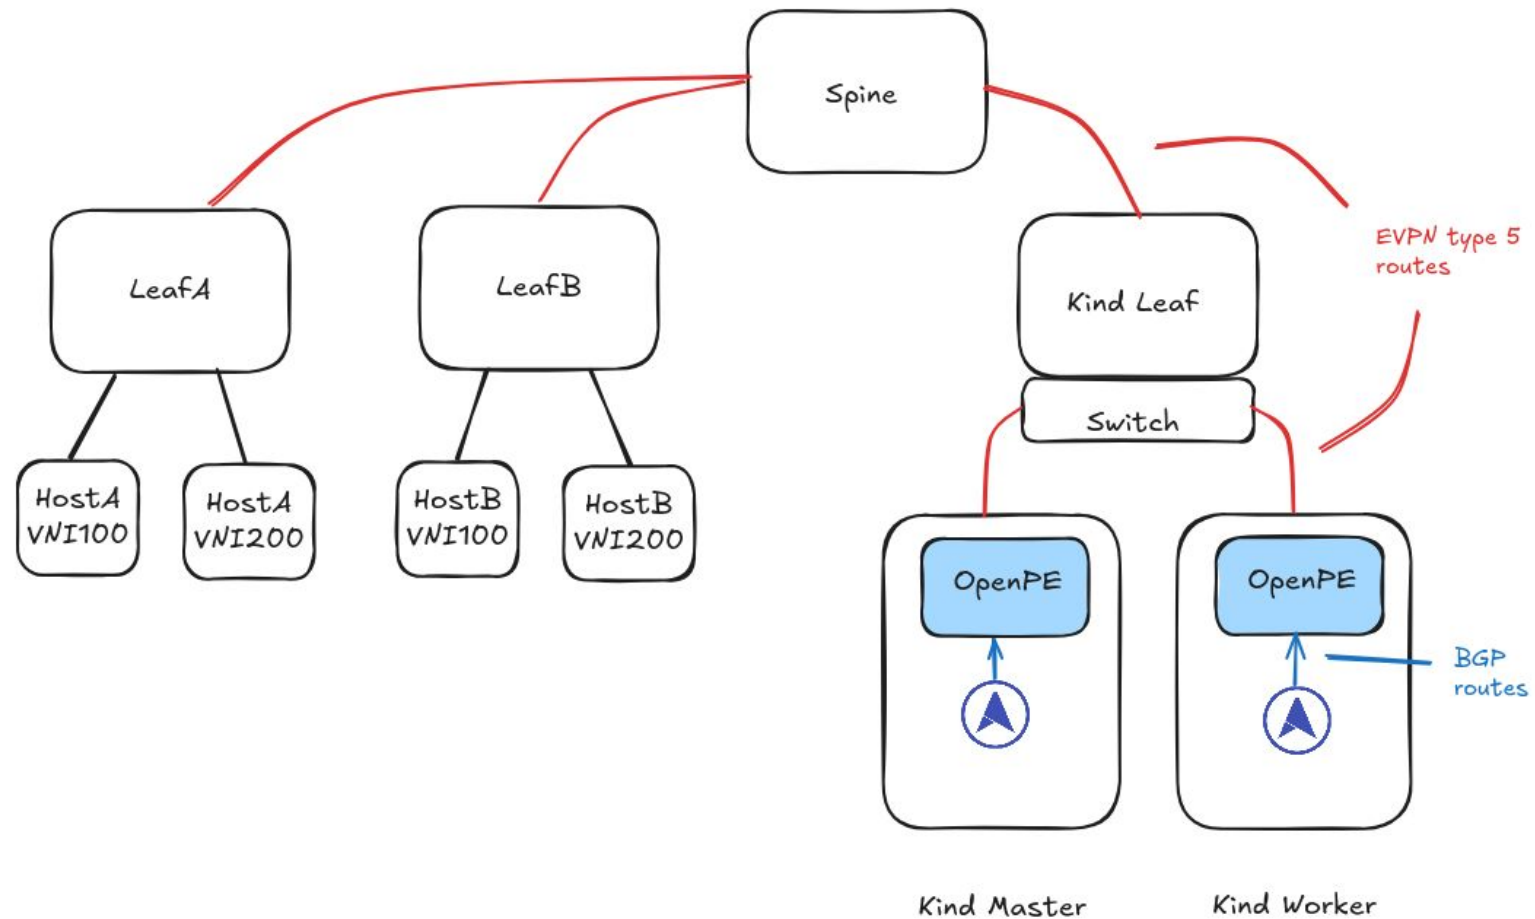 Spine
EVPN type 5
routes
LeafA
LeafB
Kind Leaf
Switch
HostA
VNI100
HostA
VNI200
HostB
VNI100
HostB
VNI200
OpenPE
OpenPE
BGP
routes
Kind Master
Kind Worker